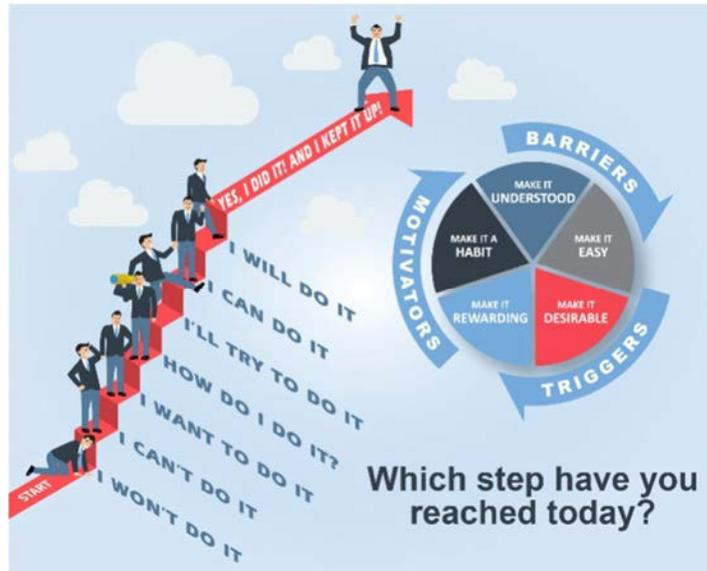 YES, I DID IT! AND I KEPT IT UP!
I WILL DO IT
I CAN DO IT
I'LL TRY TO DO IT
HOW DO I DO IT?
I WANT TO DO IT
I CAN'T DO IT
I WON'T DO IT
START
BARRIERS
TRIGGERS
MOTIVATORS
MAKE IT
UNDERSTOOD
MAKE IT
EASY
MAKE IT
DESIRABLE
MAKE IT
REWARDING
MAKE IT A
HABIT
Which step have you
reached today?